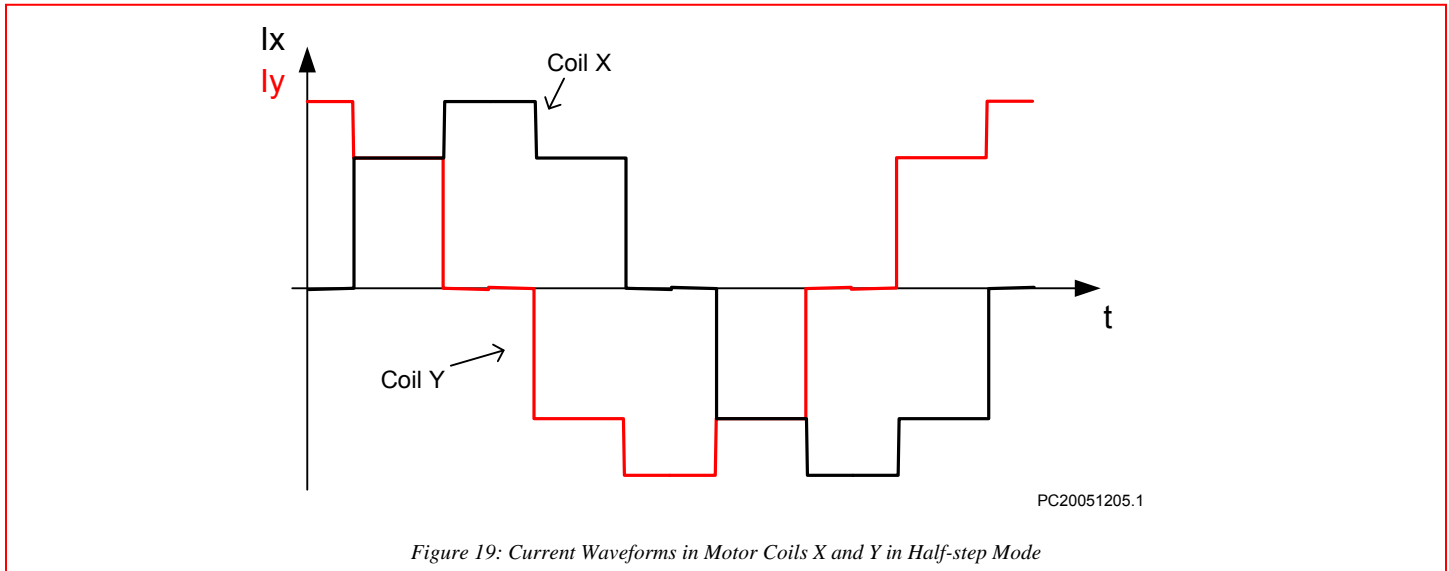 Ix
Iy
Coil X
Coil Y
t
PC20051205.1
Figure 19: Current Waveforms in Motor Coils X and Y in Half-step Mode